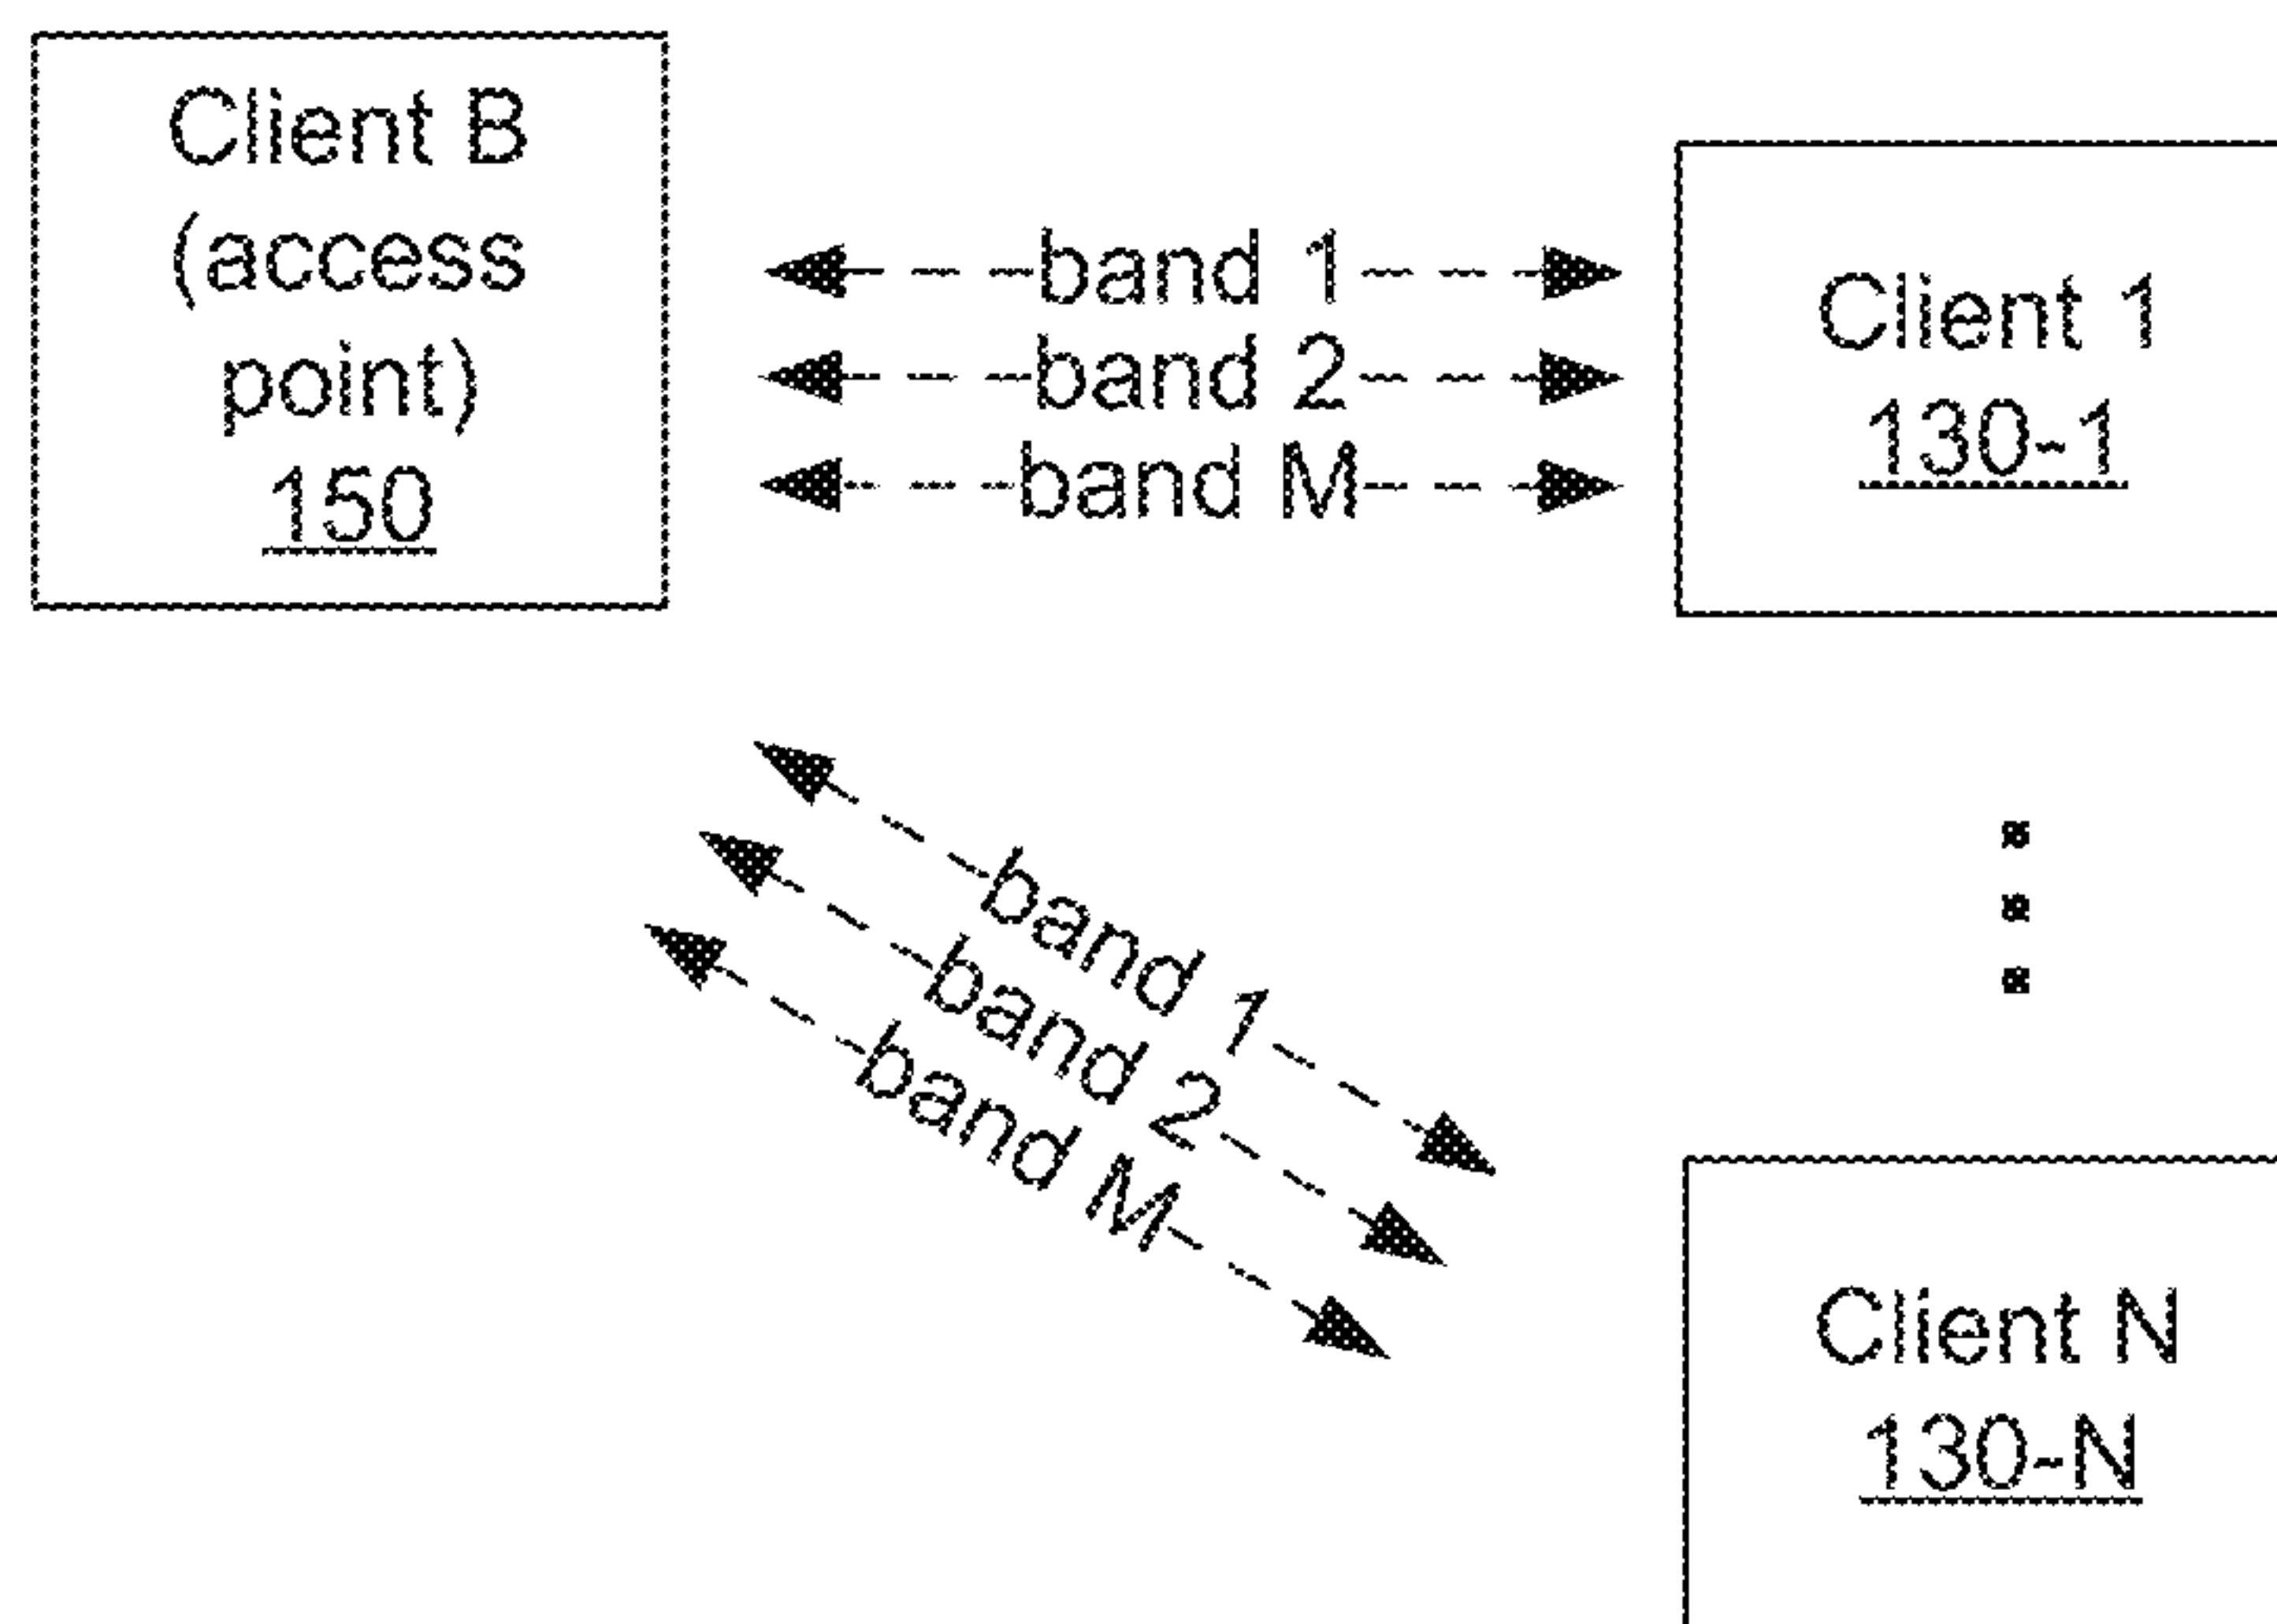 Client B
(access
point)
150
band 1
band 2
band M
Client 1
130-1
band 1
band 2
band M
Client N
130-N